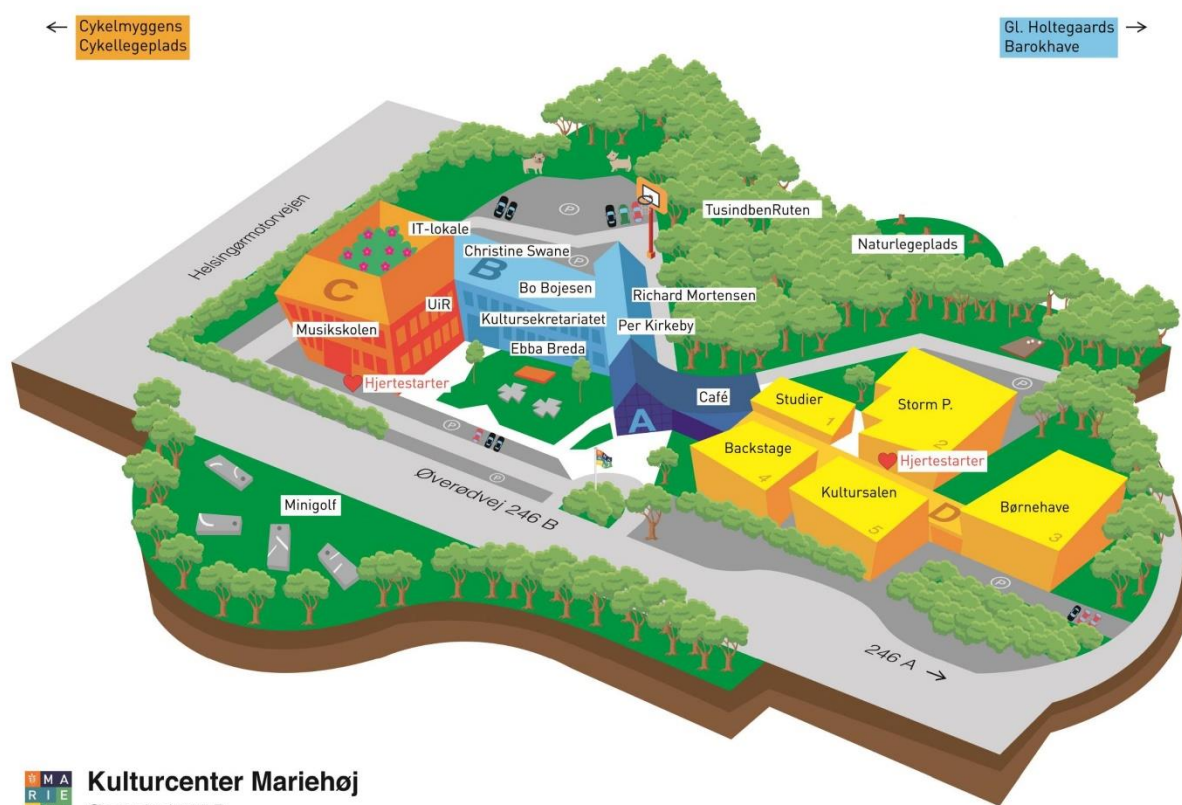 ← Cykelmyggens
Cykellegeplads
Gl. Holtegaards →
Barokhave
Helsingørmotorvejen
P
IT-lokale
TusindbenRuten
Christine Swane
P
Naturlegeplads
B
Bo Bojesen
C
UiR
Richard Mortensen
Musikskolen
Kultursekretariatet
Per Kirkeby
Ebba Breda
Hjertestarter
Café
A
P
P
P
Studier
1
Storm P.
2
Backstage
4
Hjertestarter
Kultursalen
5
D
Børnehave
3
P
Øverødvej 246 B
Minigolf
246 A →
MA
RIE
Kulturcenter Mariehøj